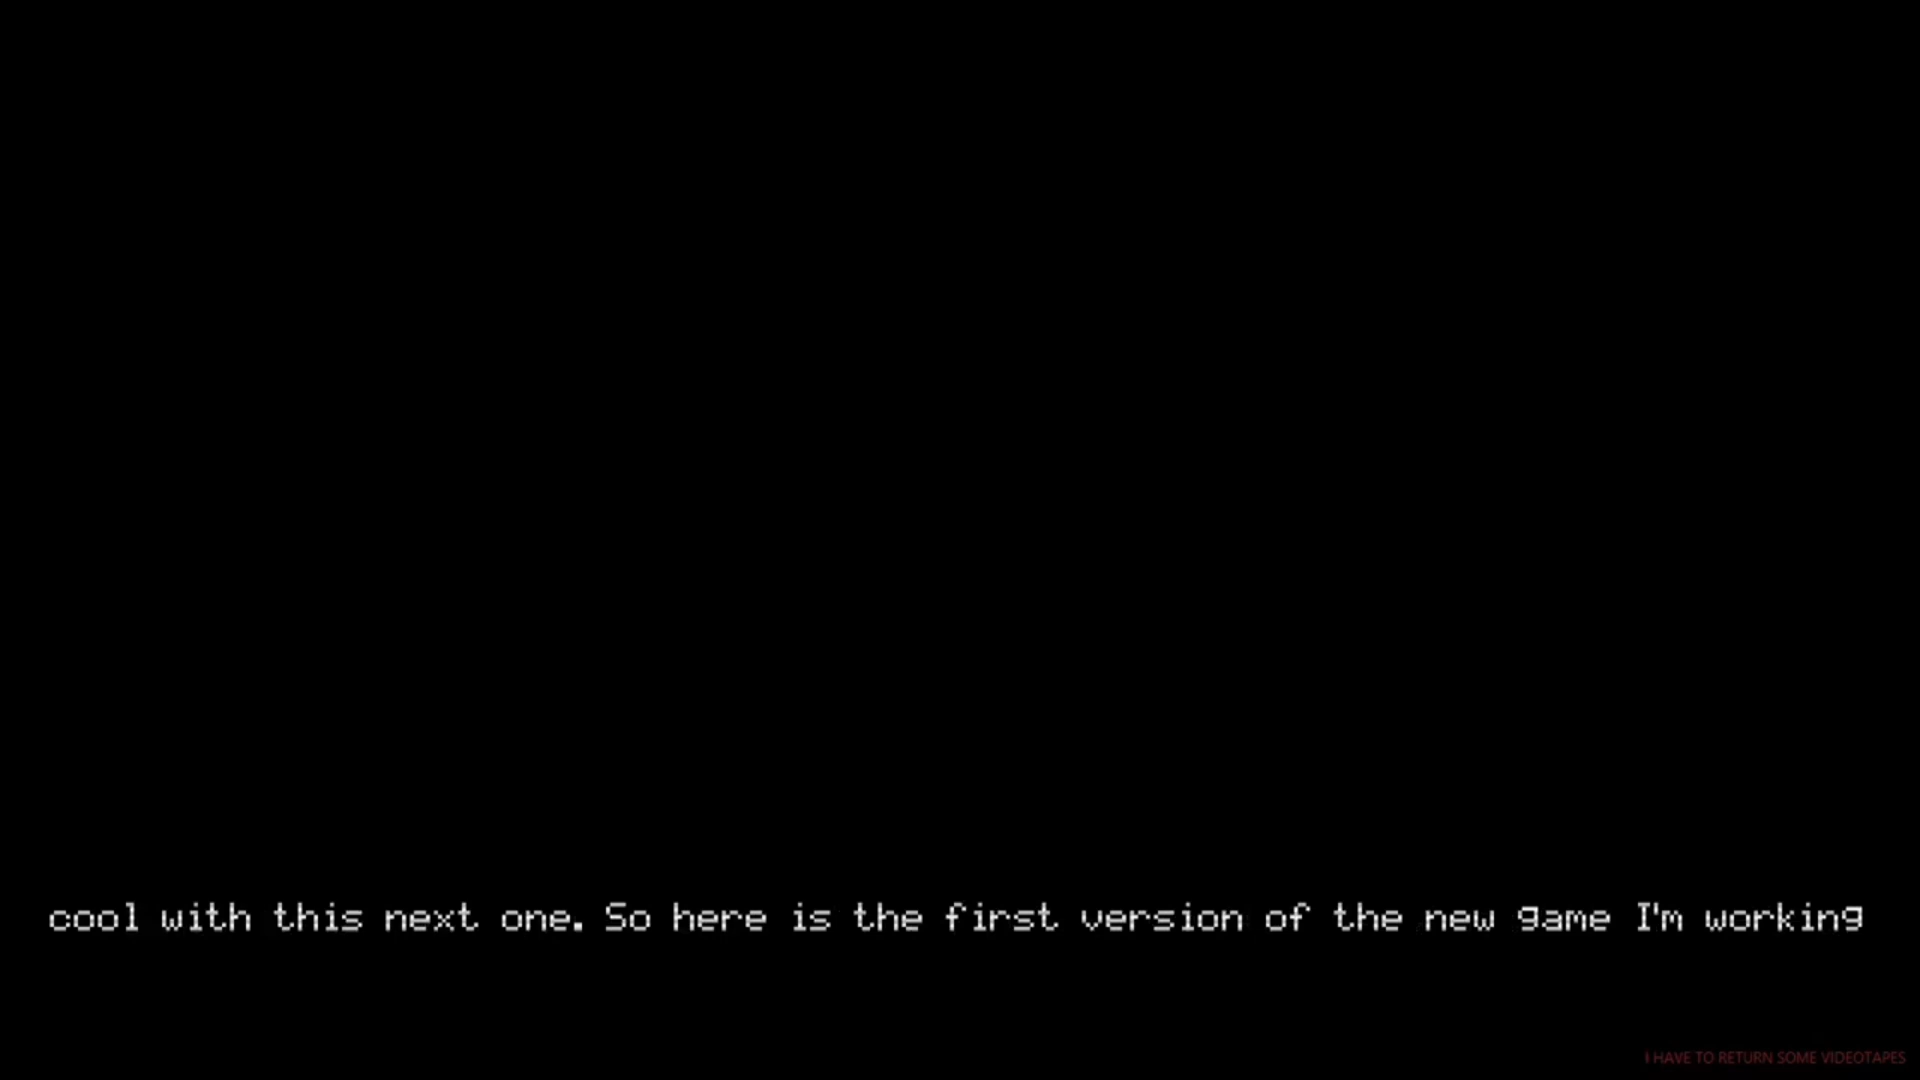 cool with this next one. So here is the first version of the new game I'm working
I HAVE TO RETURN SOME VIDEOTAPES